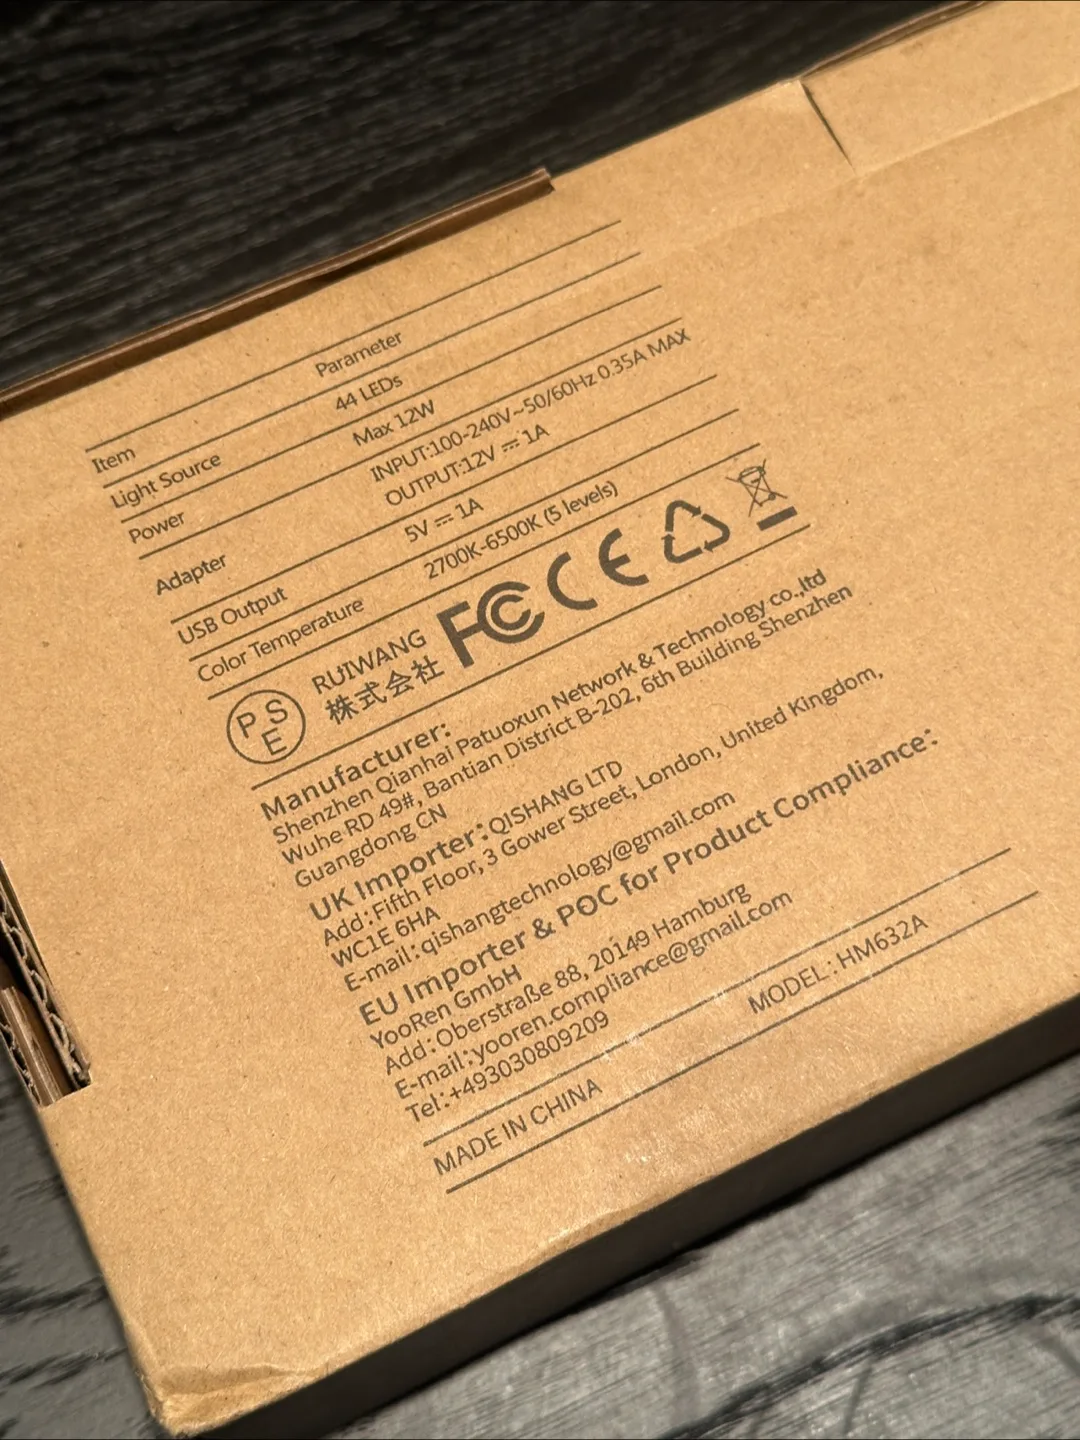 Item Parameter
Light Source 44 LEDs
Power Max 12W
Adapter INPUT:100-240V~50/60Hz 0.35A MAX
OUTPUT:12V ⎓ 1A
USB Output 5V ⎓ 1A
Color Temperature 2700K-6500K (5 levels)
PSE RUIWANG FCC CE
株式会社
Manufacturer:
Shenzhen Qianhai Patuoxun Network & Technology co.,ltd
Wuhe RD 49#, Bantian District B-202, 6th Building Shenzhen
Guangdong CN
UK Importer:QISHANG LTD
Add:Fifth Floor, 3 Gower Street, London, United Kingdom,
WC1E 6HA
E-mail:qishangtechnology@gmail.com
EU Importer & POC for Product Compliance:
YooRen GmbH
Add:Oberstraße 88, 20149 Hamburg
E-mail:yooren.compliance@gmail.com
Tel:+493030809209
MADE IN CHINA MODEL:HM632A